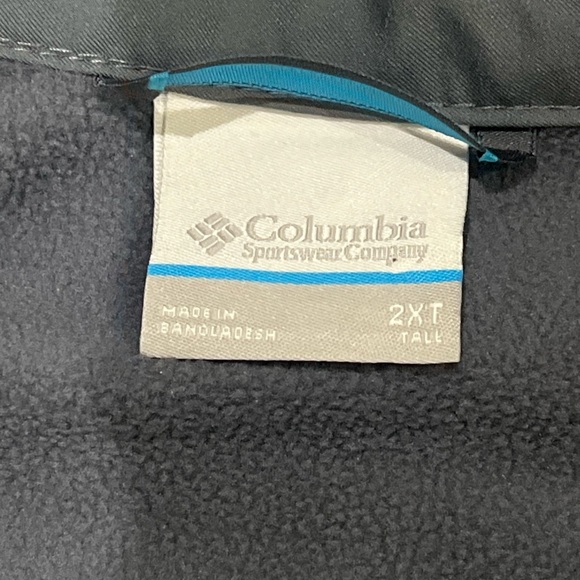 Columbia
Sportswear Company
MADE IN
BANGLADESH
2XT
TALL